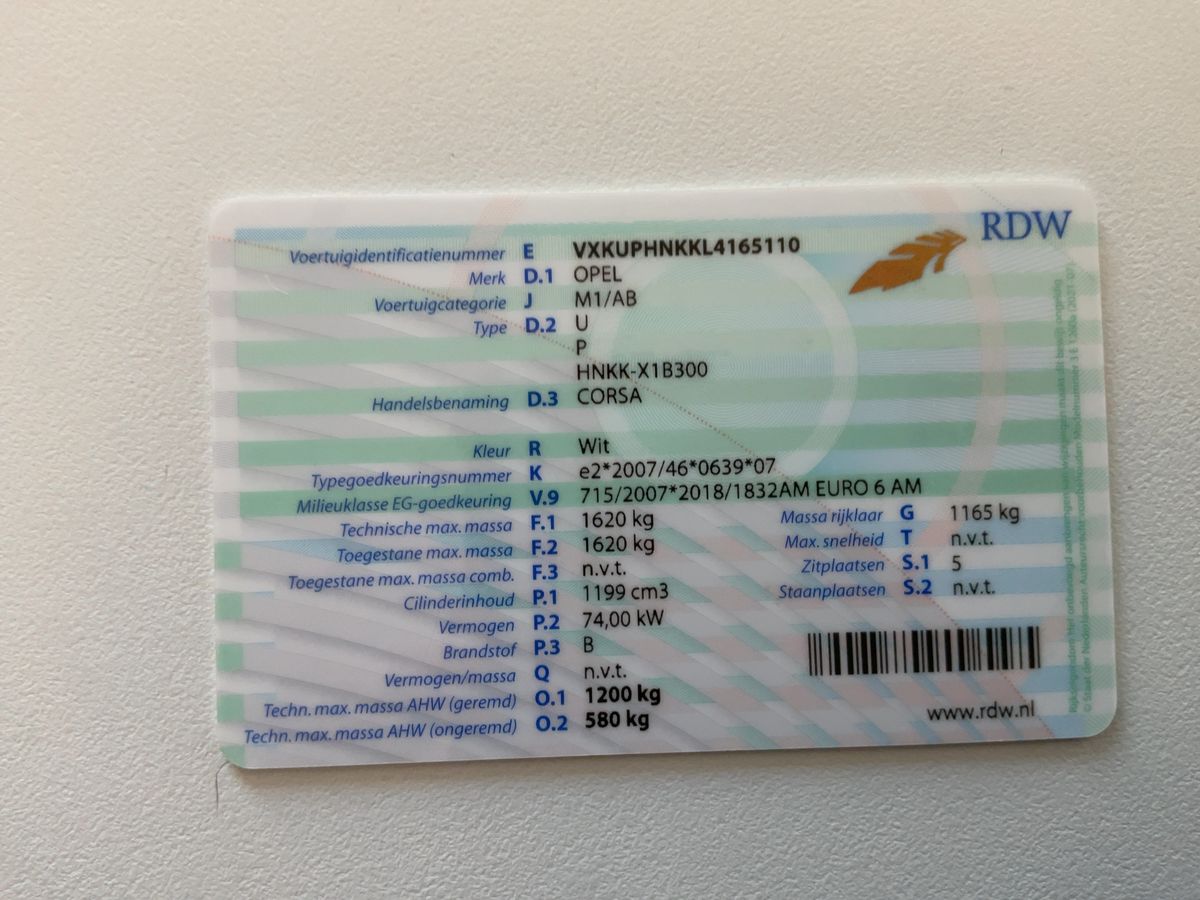 RDW
Voertuigidentificatienummer E VXKUPHNKKL4165110
Merk D.1 OPEL
Voertuigcategorie J M1/AB
Type D.2 U
P
HNKK-X1B300
Handelsbenaming D.3 CORSA
Kleur R Wit
Typegoedkeuringsnummer K e2*2007/46*0639*07
Milieuklasse EG-goedkeuring V.9 715/2007*2018/1832AM EURO 6 AM
Technische max. massa F.1 1620 kg Massa rijklaar G 1165 kg
Toegestane max. massa F.2 1620 kg Max. snelheid T n.v.t.
Toegestane max. massa comb. F.3 n.v.t. Zitplaatsen S.1 5
Cilinderinhoud P.1 1199 cm3 Staanplaatsen S.2 n.v.t.
Vermogen P.2 74,00 kW
Brandstof P.3 B
Vermogen/massa Q n.v.t.
Techn. max. massa AHW (geremd) O.1 1200 kg
Techn. max. massa AHW (ongeremd) O.2 580 kg
www.rdw.nl